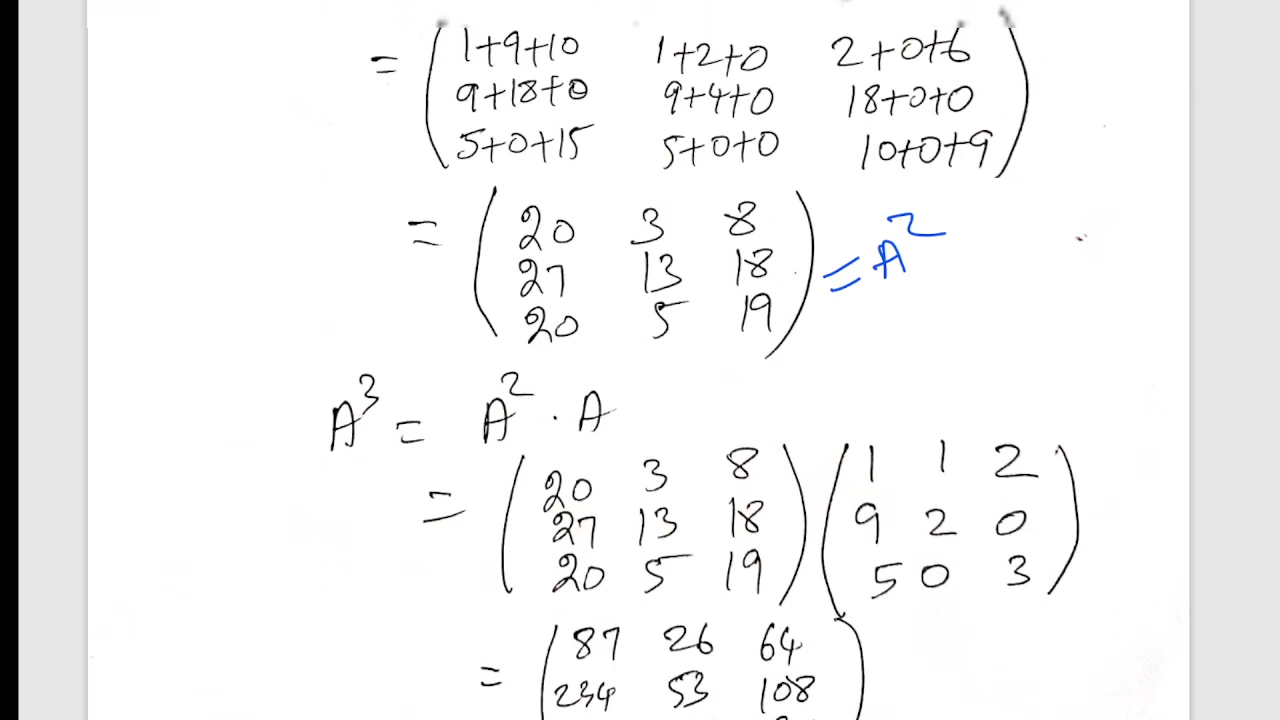 = ( 1+9+10 1+2+0 2+0+6
9+18+0 9+4+0 18+0+0
5+0+15 5+0+0 10+0+9 )
= ( 20 3 8
27 13 18
20 5 19 ) = A²
A³ = A² · A
= ( 20 3 8
27 13 18
20 5 19 ) ( 1 1 2
9 2 0
5 0 3 )
= ( 87 26 64
234 53 108 )